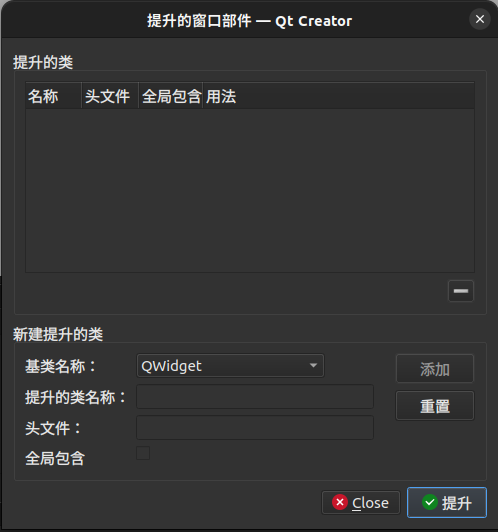 提升的窗口部件 — Qt Creator
提升的类
名称 头文件 全局包含 用法
新建提升的类
基类名称： QWidget 添加
提升的类名称： 重置
头文件：
全局包含
Close 提升